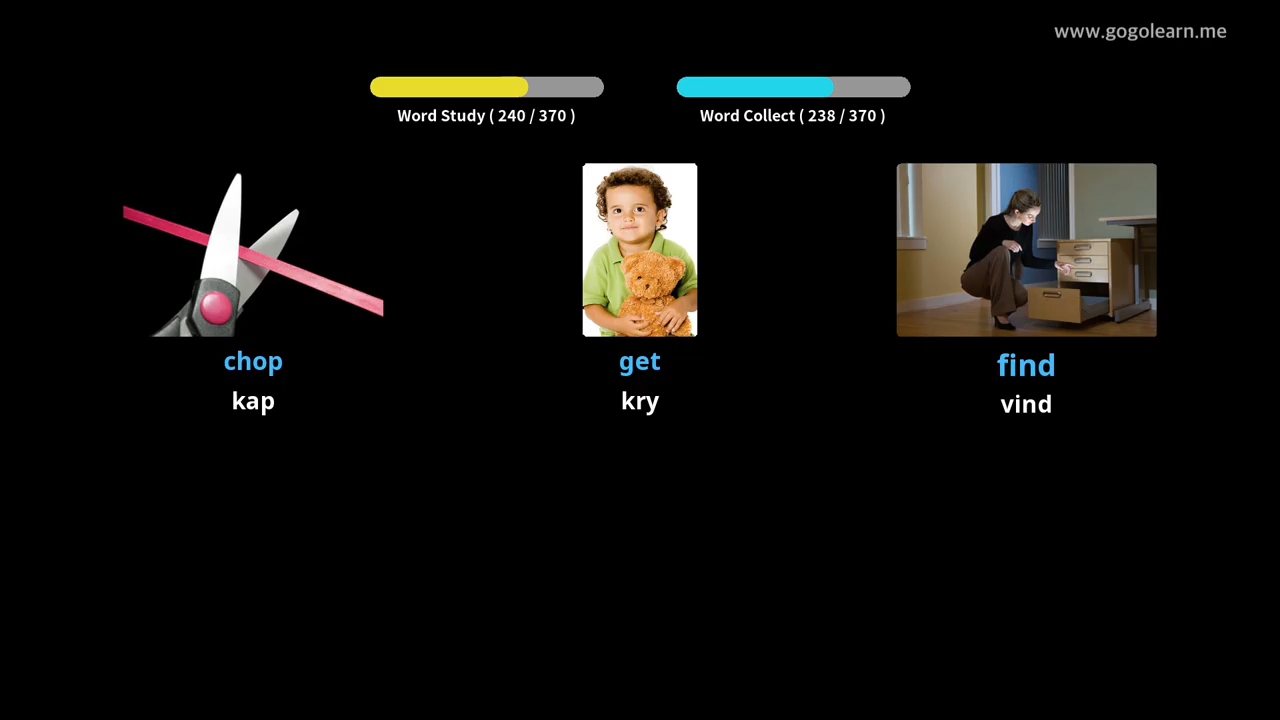 www.gogolearn.me
Word Study ( 240 / 370 )
Word Collect ( 238 / 370 )
chop
get
find
kap
kry
vind